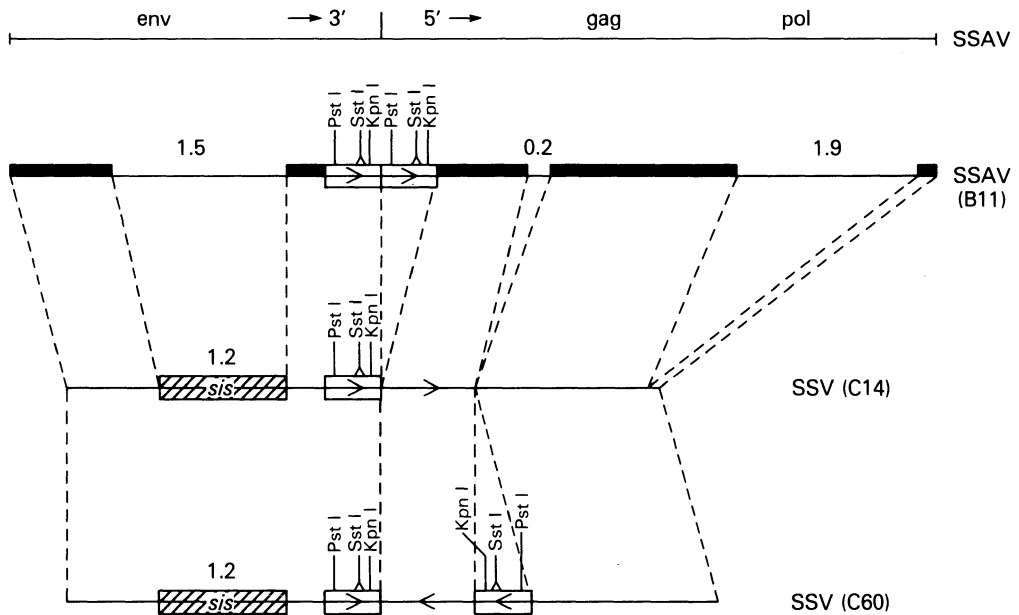 env → 3' 5' → gag pol SSAV
Pst I Sst I Kpn I Pst I Sst I Kpn I
1.5 0.2 1.9 SSAV
(B11)
Pst I Sst I Kpn I
1.2
sis SSV (C14)
Pst I Sst I Kpn I Kpn I Sst I Pst I
1.2
sis SSV (C60)